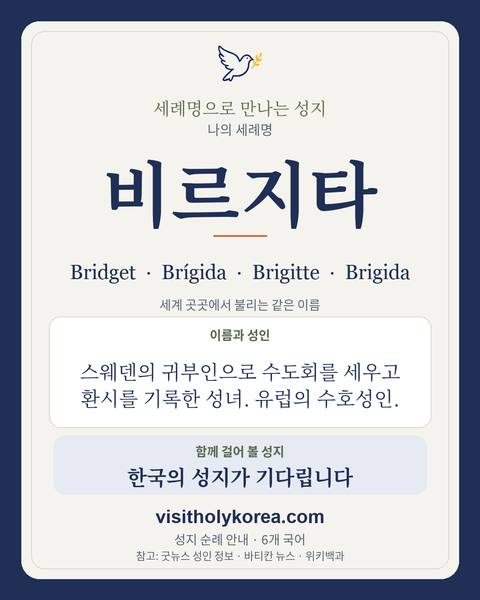 세례명으로 만나는 성지
나의 세례명
비르지타
Bridget · Brígida · Brigitte · Brigida
세계 곳곳에서 불리는 같은 이름
이름과 성인
스웨덴의 귀부인으로 수도회를 세우고
환시를 기록한 성녀. 유럽의 수호성인.
함께 걸어 볼 성지
한국의 성지가 기다립니다
visitholykorea.com
성지 순례 안내 · 6개 국어
참고: 굿뉴스 성인 정보 · 바티칸 뉴스 · 위키백과